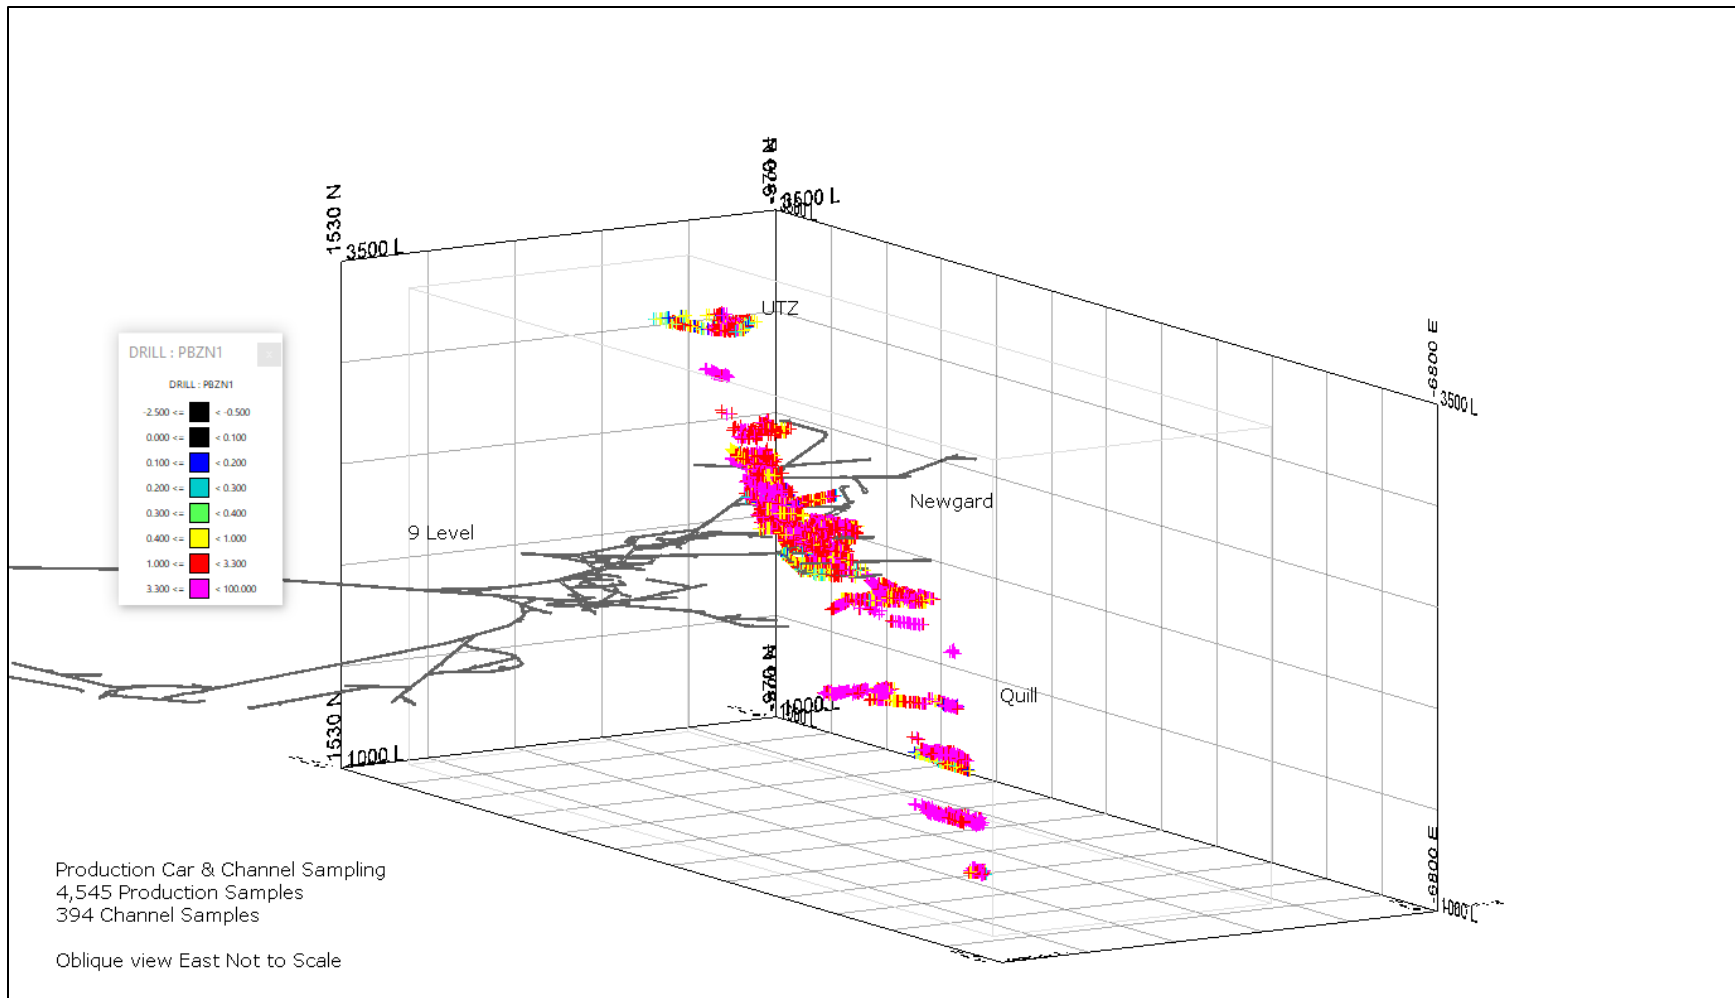 1530 N
3500 L
3500 L
UTZ
DRILL : PBZN1
x
DRILL : PBZN1
-2.500 <= < -0.500
0.000 <= < 0.100
0.100 <= < 0.200
0.200 <= < 0.300
0.300 <= < 0.400
0.400 <= < 1.000
1.000 <= < 3.300
3.300 <= < 100.000
-6800 E
3500 L
Newgard
9 Level
Quill
1530 N
1000 L
1000 L
-6800 E
1000 L
Production Car & Channel Sampling
4,545 Production Samples
394 Channel Samples
Oblique view East Not to Scale